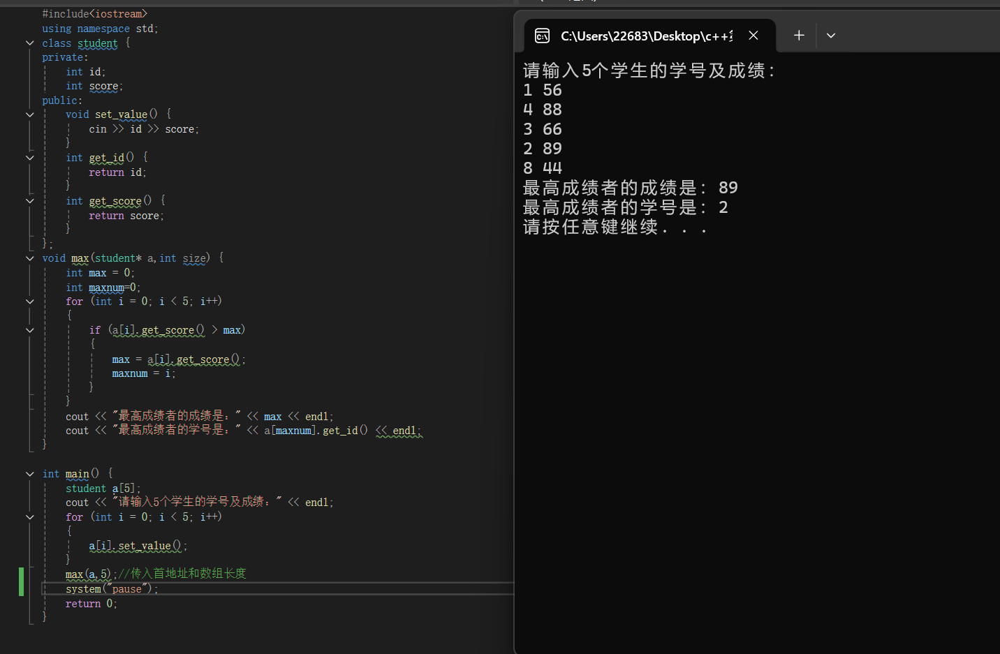 #include<iostream>
using namespace std;
class student {
private:
    int id;
    int score;
public:
    void set_value() {
        cin >> id >> score;
    }
    int get_id() {
        return id;
    }
    int get_score() {
        return score;
    }
};
void max(student* a,int size) {
    int max = 0;
    int maxnum=0;
    for (int i = 0; i < 5; i++)
    {
        if (a[i].get_score() > max)
        {
            max = a[i].get_score();
            maxnum = i;
        }
    }
    cout << "最高成绩者的成绩是：" << max << endl;
    cout << "最高成绩者的学号是：" << a[maxnum].get_id() << endl;
}
int main() {
    student a[5];
    cout << "请输入5个学生的学号及成绩：" << endl;
    for (int i = 0; i < 5; i++)
    {
        a[i].set_value();
    }
    max(a,5);//传入首地址和数组长度
    system("pause");
    return 0;
}
C:\Users\22683\Desktop\c++
请输入5个学生的学号及成绩：
1 56
4 88
3 66
2 89
8 44
最高成绩者的成绩是：89
最高成绩者的学号是：2
请按任意键继续. . .